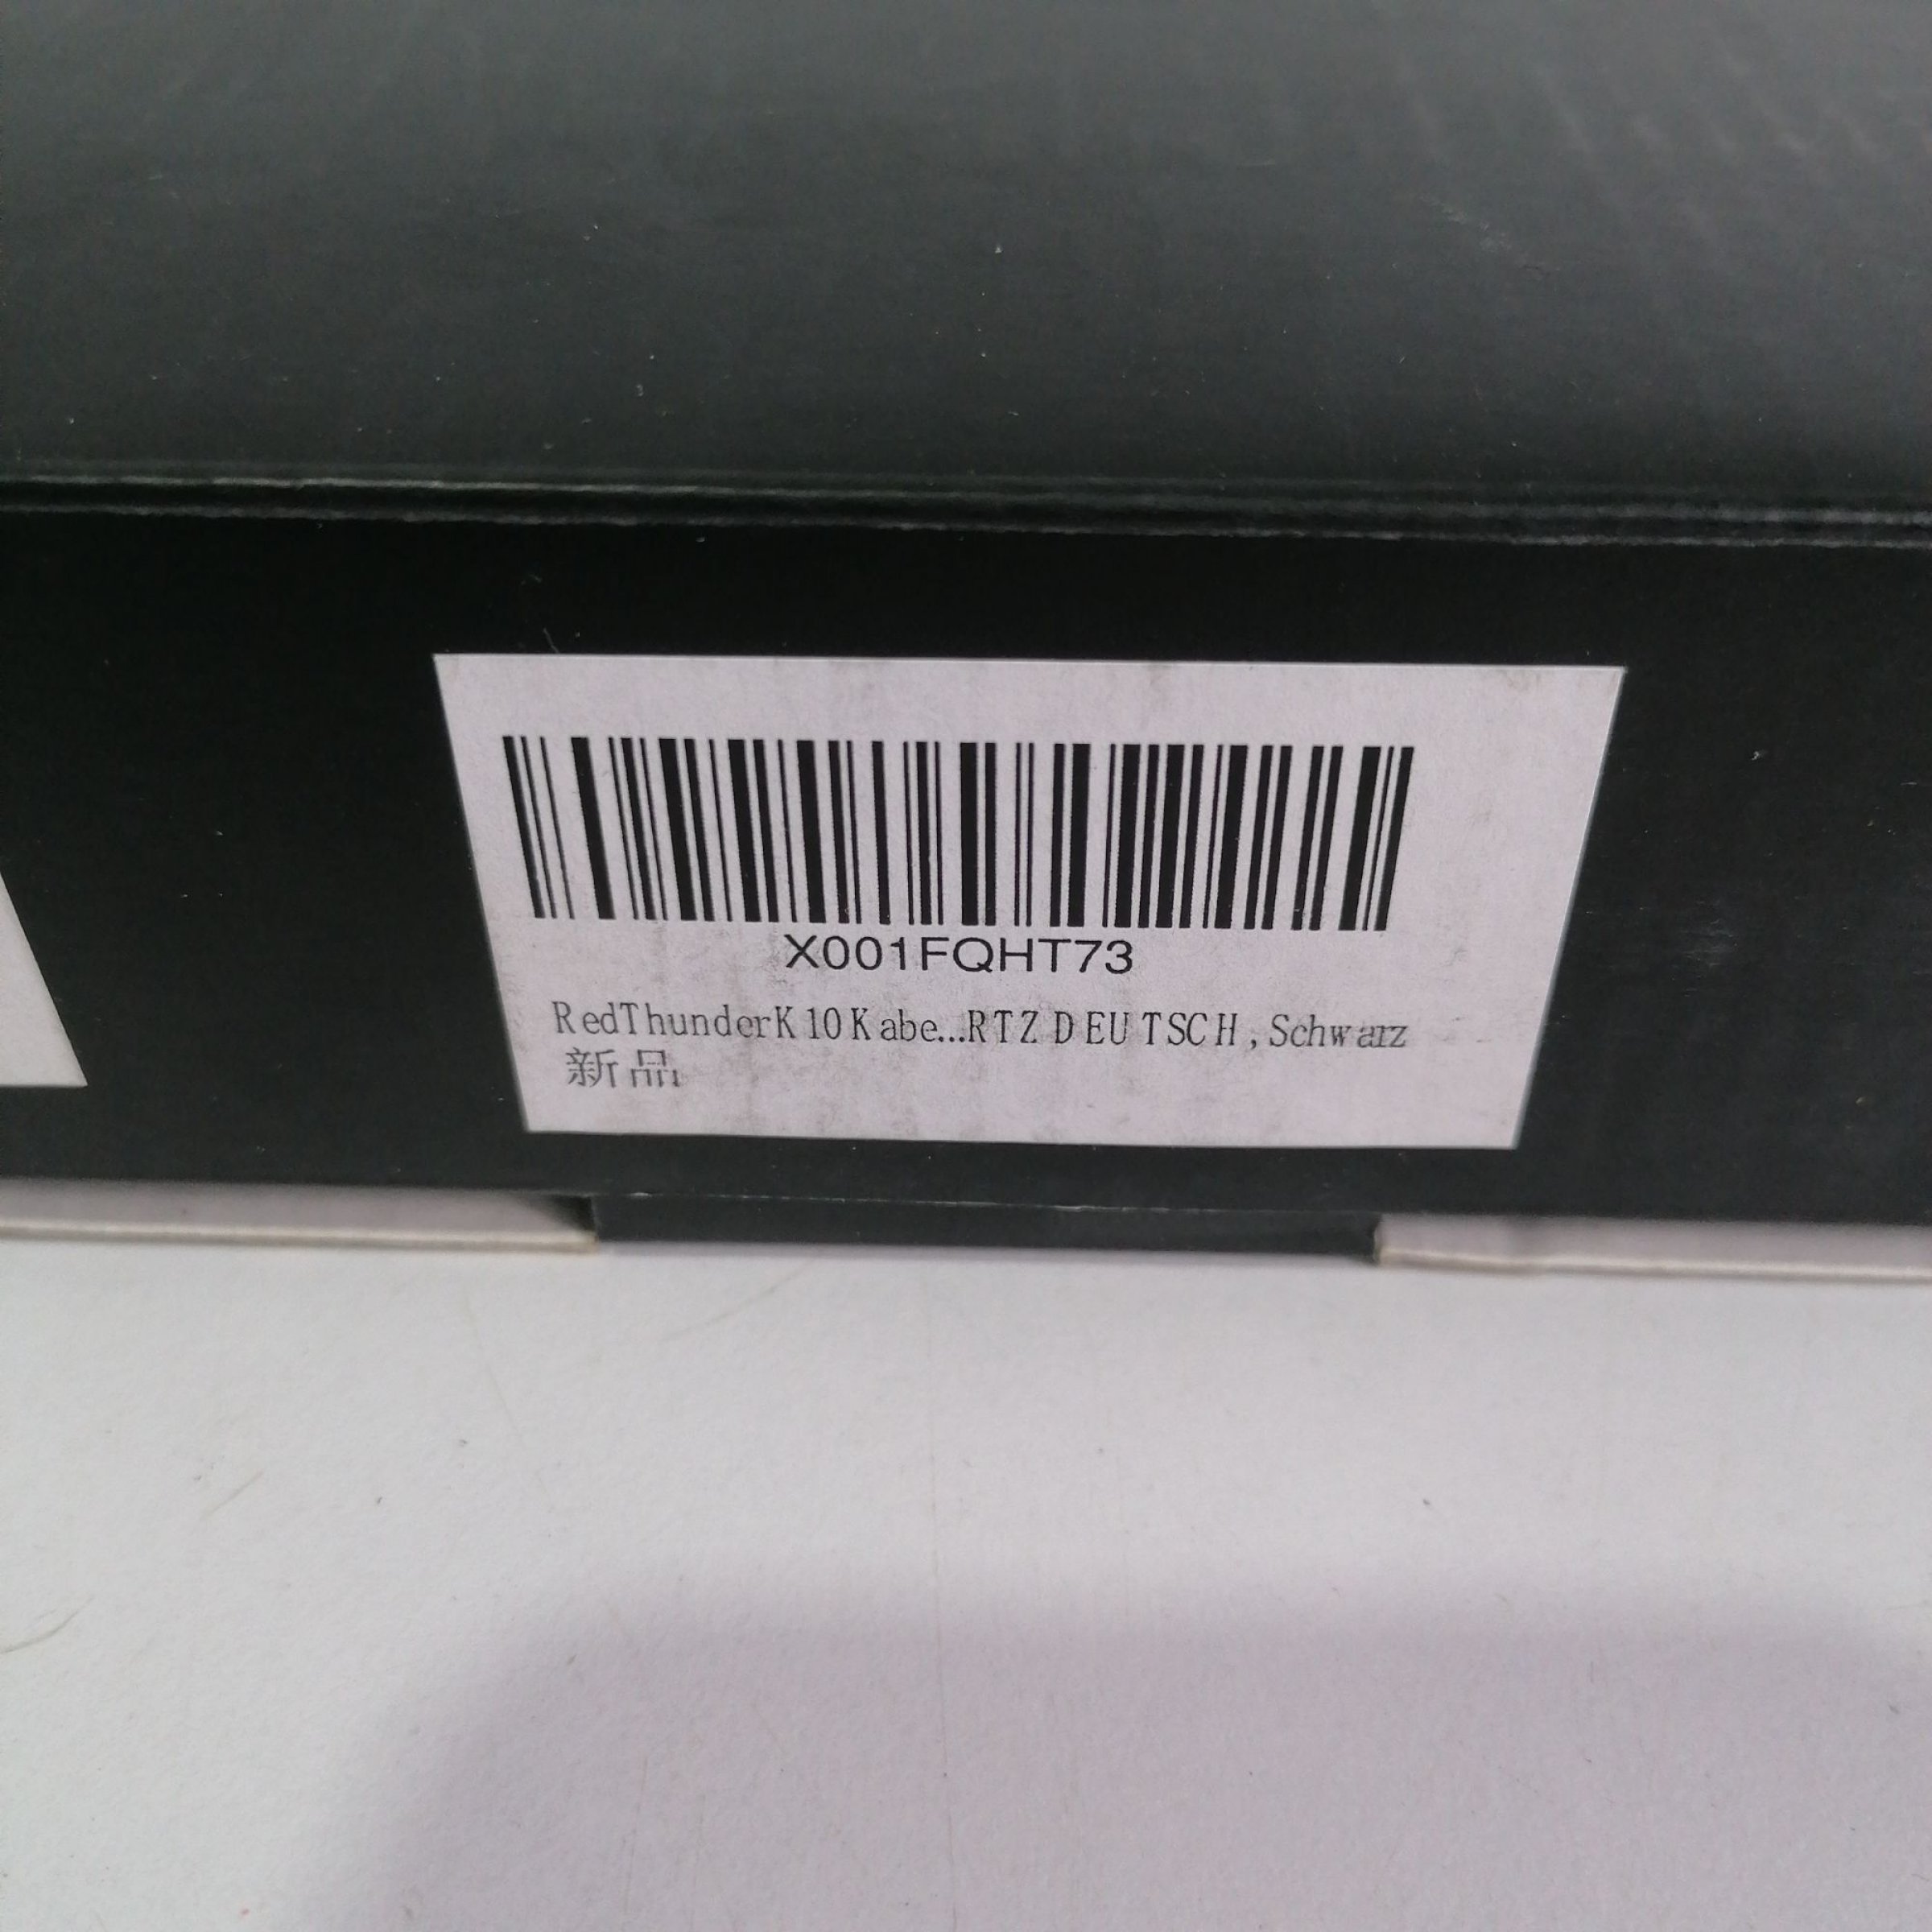 X001FQHT73
RedThunderK10Kabe...RTZ DEUTSCH, Schwarz
新品